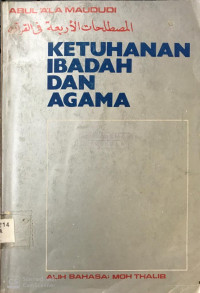 ABUL A'LA MAUDUDI
المصطلحات الأربعة في القرآن
KETUHANAN
IBADAH
DAN
AGAMA
ALIH BAHASA: MOH THALIB